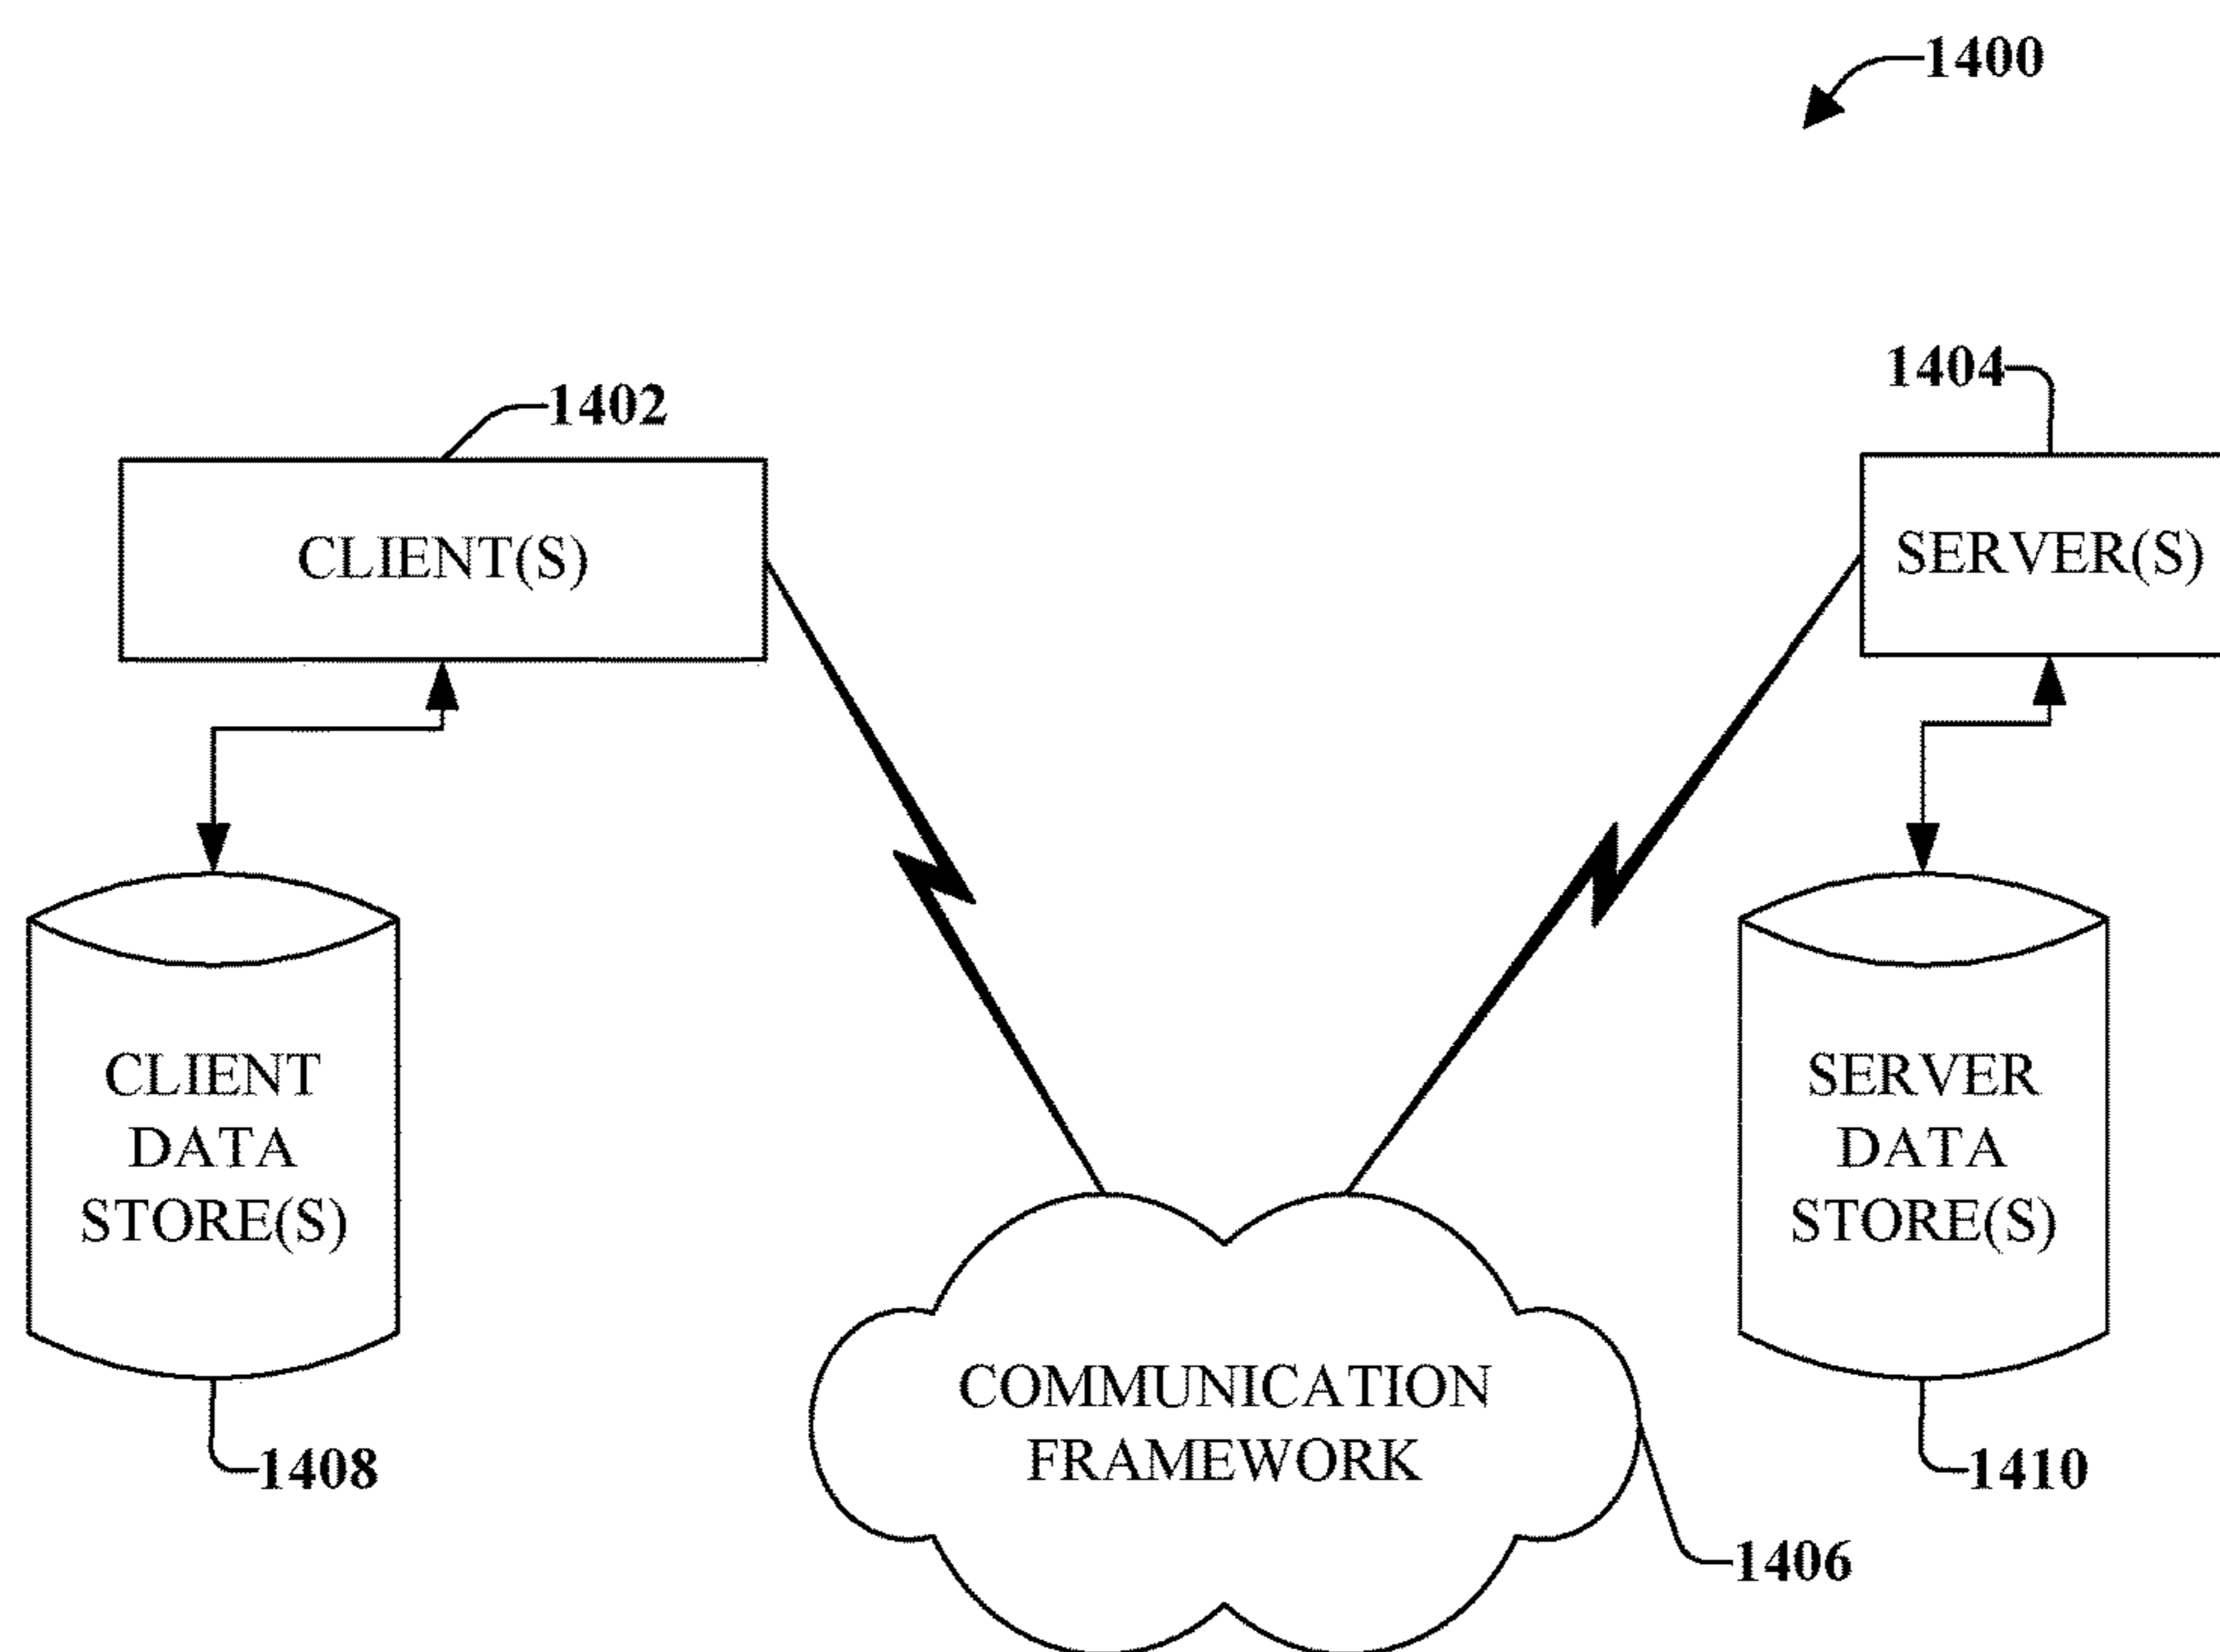 1400
1402
1404
CLIENT(S)
SERVER(S)
CLIENT
DATA
STORE(S)
SERVER
DATA
STORE(S)
COMMUNICATION
FRAMEWORK
1408
1410
1406